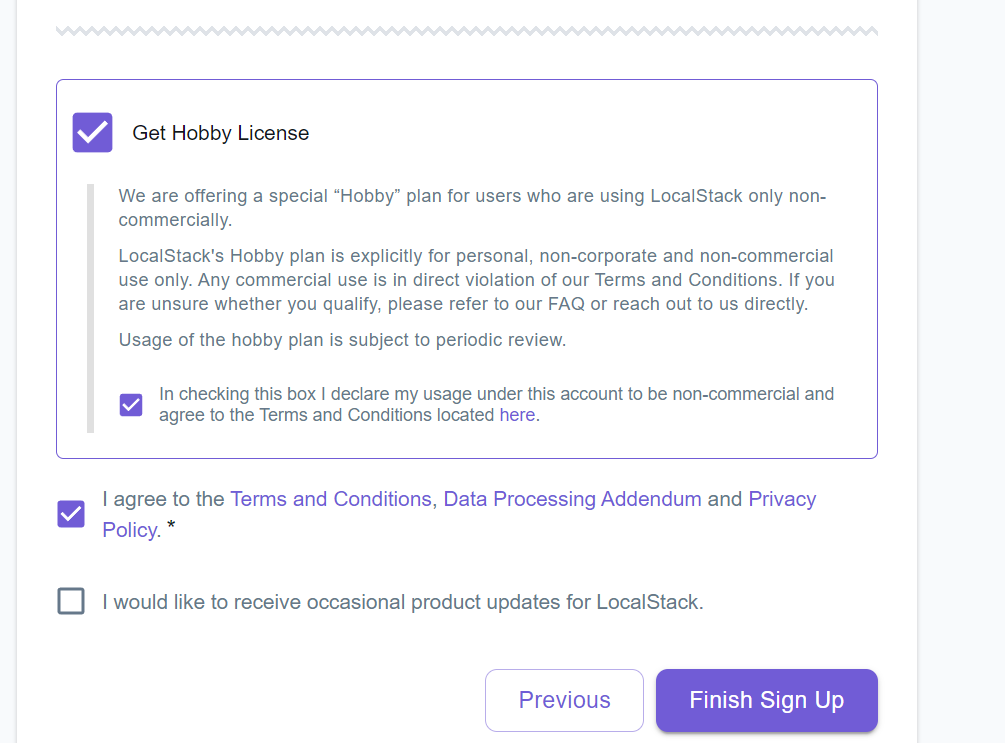 Get Hobby License
We are offering a special “Hobby” plan for users who are using LocalStack only non-
commercially.
LocalStack's Hobby plan is explicitly for personal, non-corporate and non-commercial
use only. Any commercial use is in direct violation of our Terms and Conditions. If you
are unsure whether you qualify, please refer to our FAQ or reach out to us directly.
Usage of the hobby plan is subject to periodic review.
In checking this box I declare my usage under this account to be non-commercial and
agree to the Terms and Conditions located here.
I agree to the Terms and Conditions, Data Processing Addendum and Privacy
Policy. *
I would like to receive occasional product updates for LocalStack.
Previous
Finish Sign Up